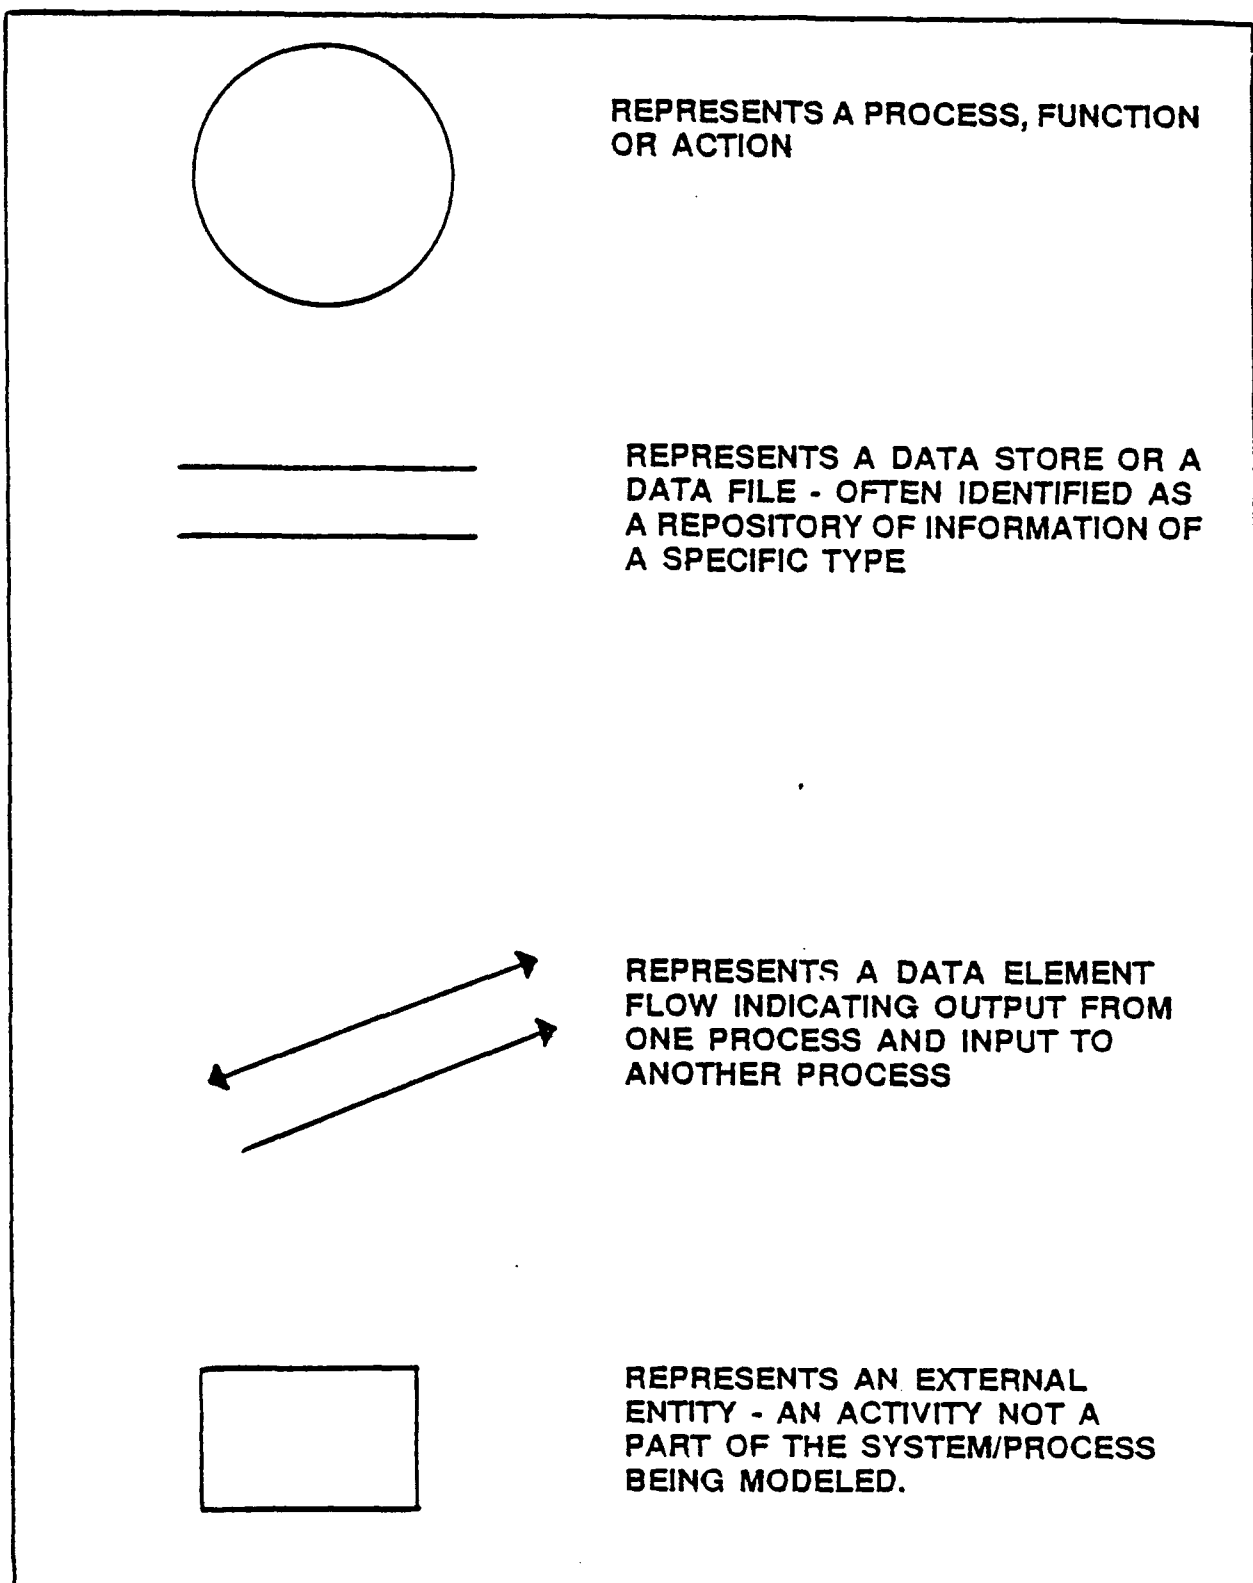 REPRESENTS A PROCESS, FUNCTION
OR ACTION
REPRESENTS A DATA STORE OR A
DATA FILE - OFTEN IDENTIFIED AS
A REPOSITORY OF INFORMATION OF
A SPECIFIC TYPE
REPRESENTS A DATA ELEMENT
FLOW INDICATING OUTPUT FROM
ONE PROCESS AND INPUT TO
ANOTHER PROCESS
REPRESENTS AN EXTERNAL
ENTITY - AN ACTIVITY NOT A
PART OF THE SYSTEM/PROCESS
BEING MODELED.